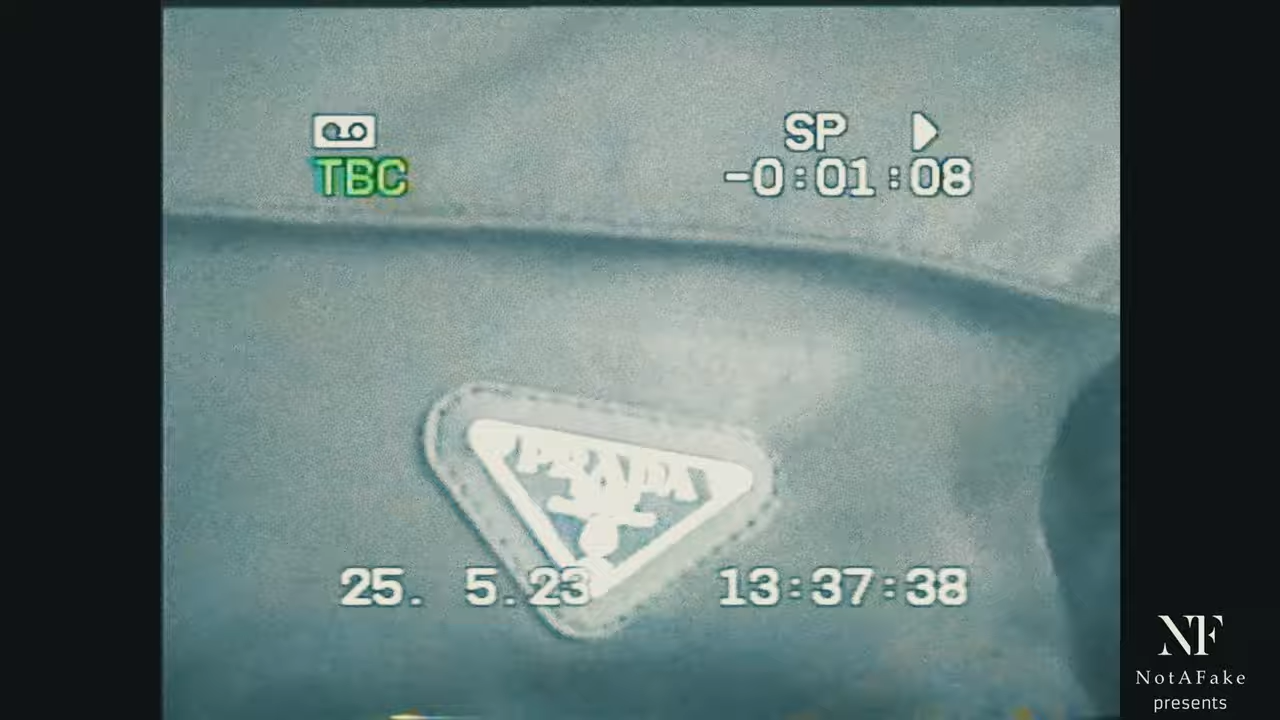 SP
TBC
-0:01:08
PRADA
25. 5.23 13:37:38
NF
NotAFake
presents